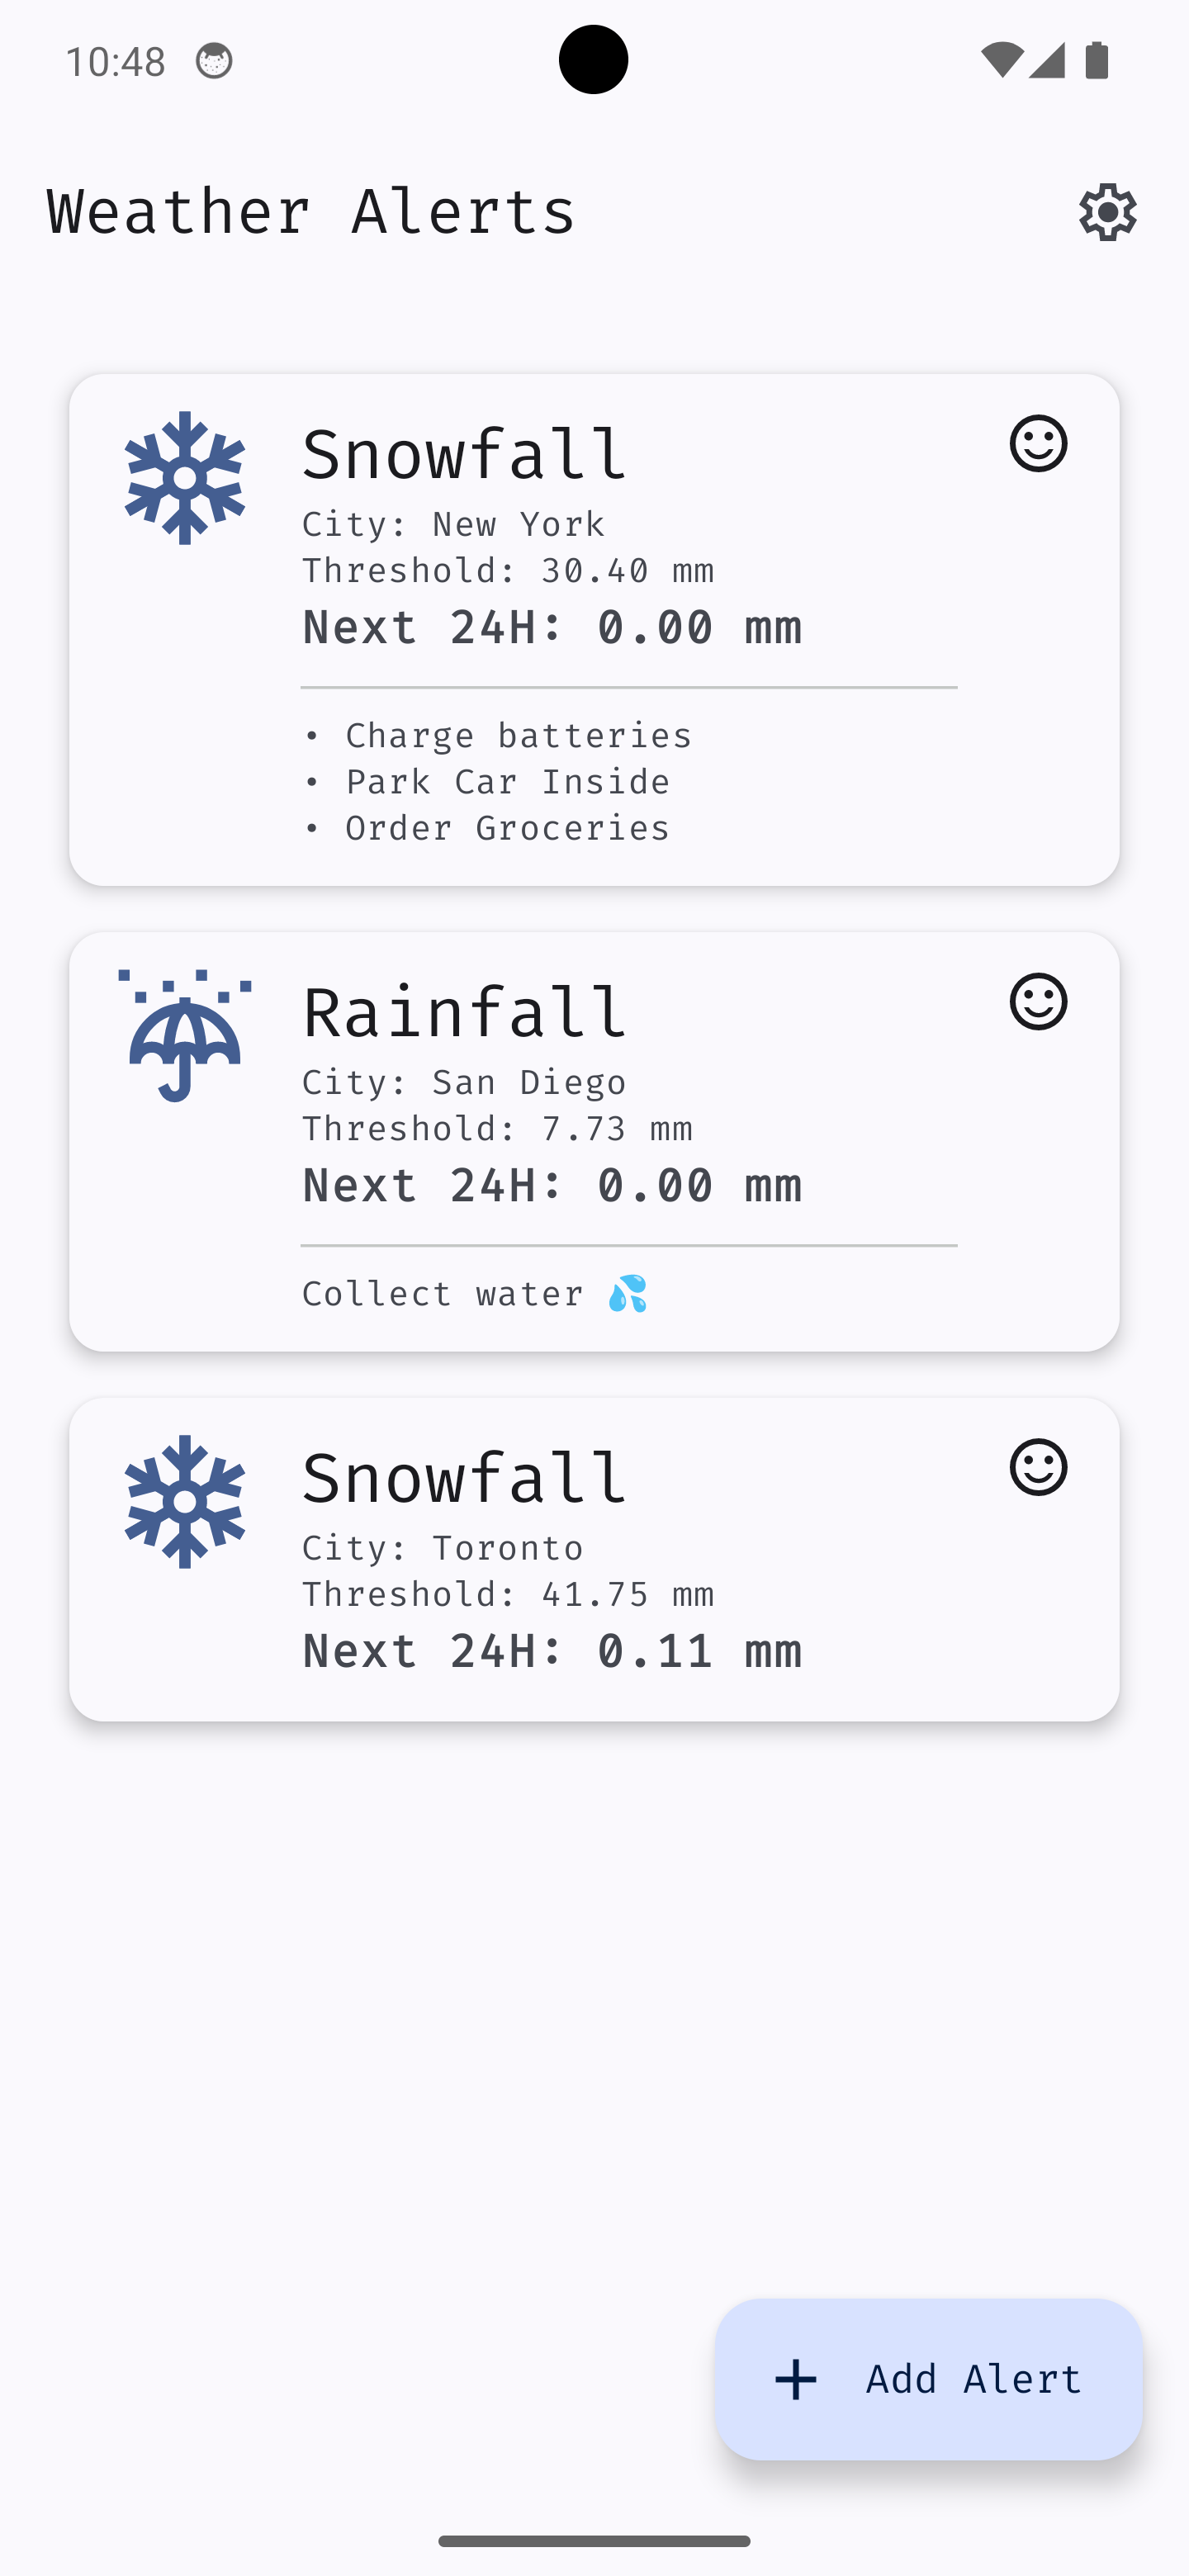 10:48
Weather Alerts
Snowfall
City: New York
Threshold: 30.40 mm
Next 24H: 0.00 mm
• Charge batteries
• Park Car Inside
• Order Groceries
Rainfall
City: San Diego
Threshold: 7.73 mm
Next 24H: 0.00 mm
Collect water 💦
Snowfall
City: Toronto
Threshold: 41.75 mm
Next 24H: 0.11 mm
+ Add Alert